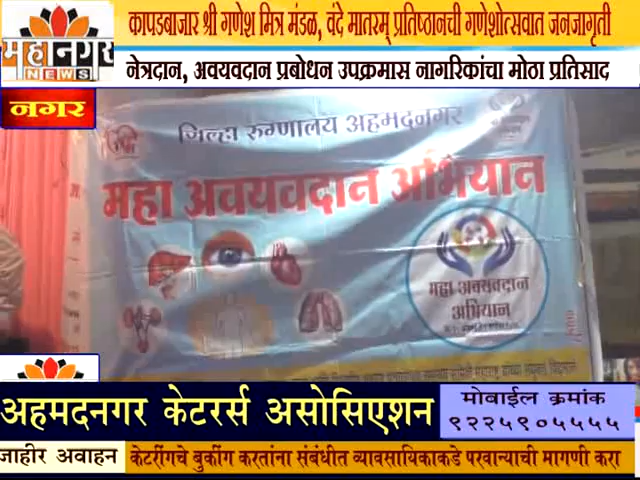 कापडबाजार श्री गणेश मित्र मंडळ, वंदे मातरम् प्रतिष्ठानची गणेशोत्सवात जनजागृती
महानगर
NEWS
नेत्रदान, अवयवदान प्रबोधन उपक्रमास नागरिकांचा मोठा प्रतिसाद
नगर
जिल्हा रुग्णालय अहमदनगर
महा अवयवदान अभियान
महा अवयवदान
अभियान
अहमदनगर केटरर्स असोसिएशन
मोबाईल क्रमांक
९२२५९०५५५५
जाहीर अवाहन
केटरींगचे बुकींग करतांना संबंधीत व्यावसायिकाकडे परवान्याची मागणी करा